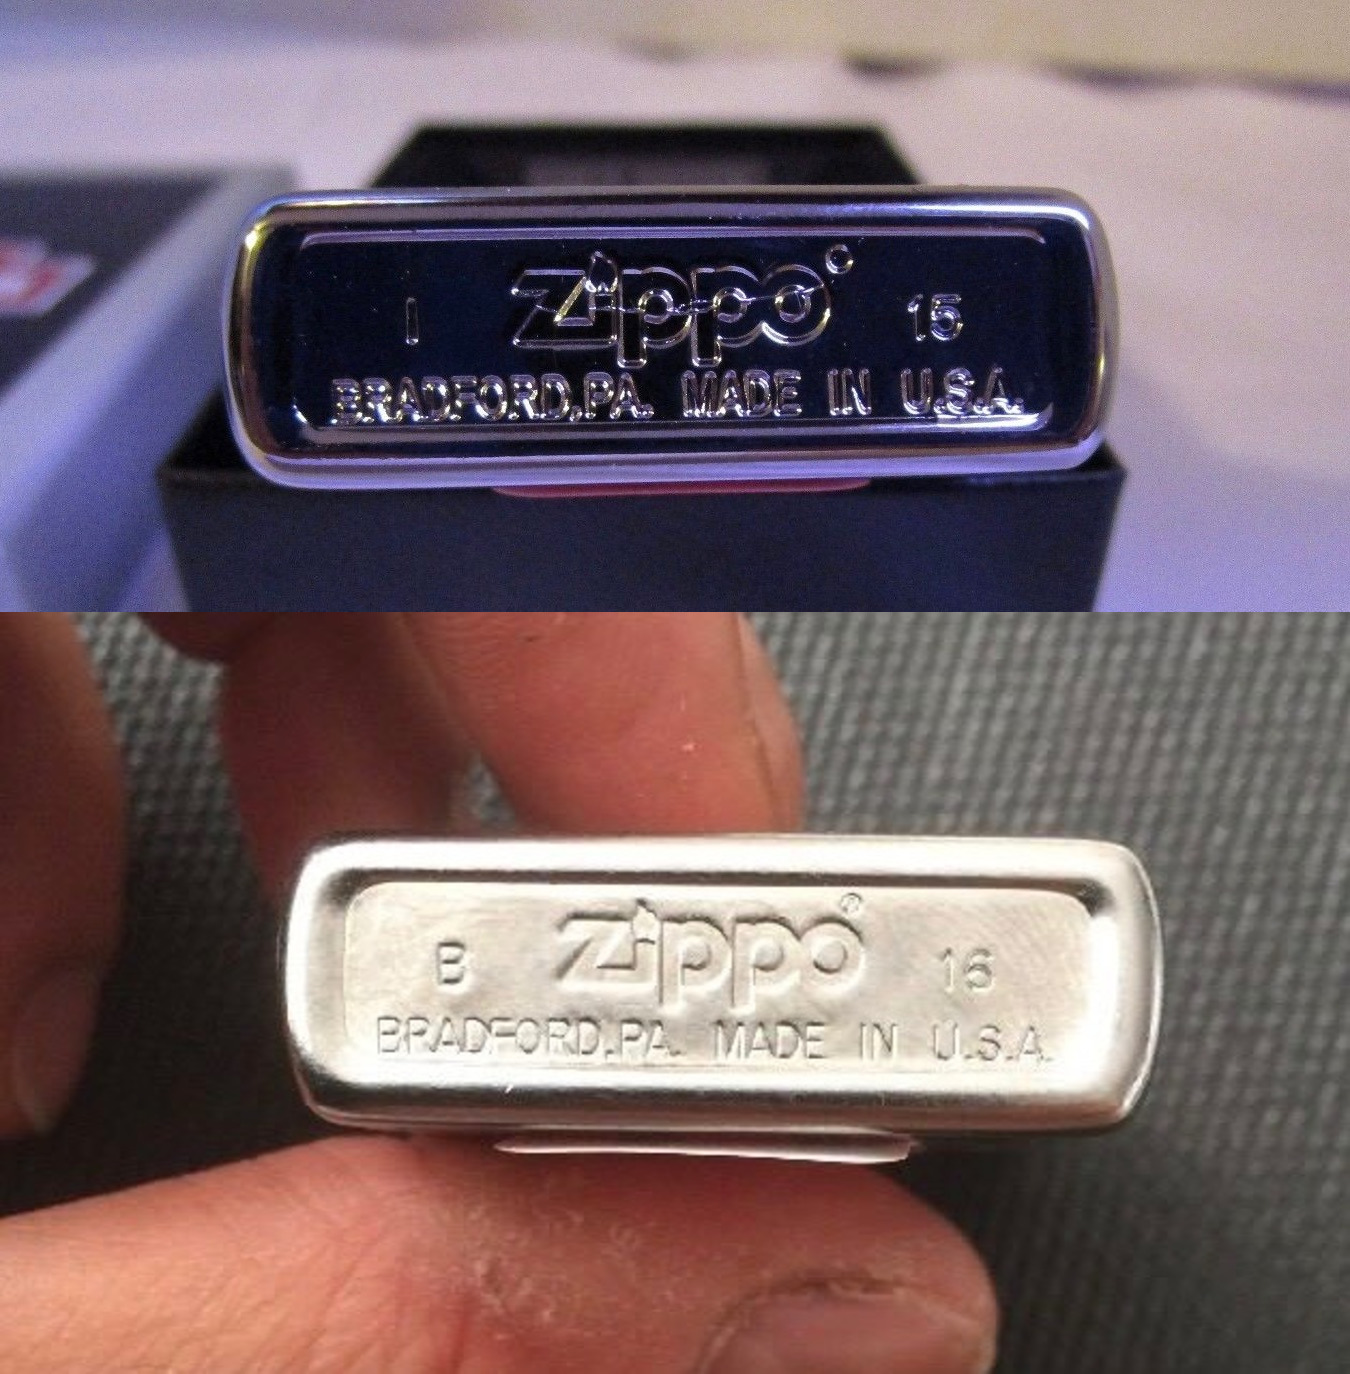 I zippo 15
BRADFORD,PA. MADE IN U.S.A.
B zippo® 16
BRADFORD,PA. MADE IN U.S.A.